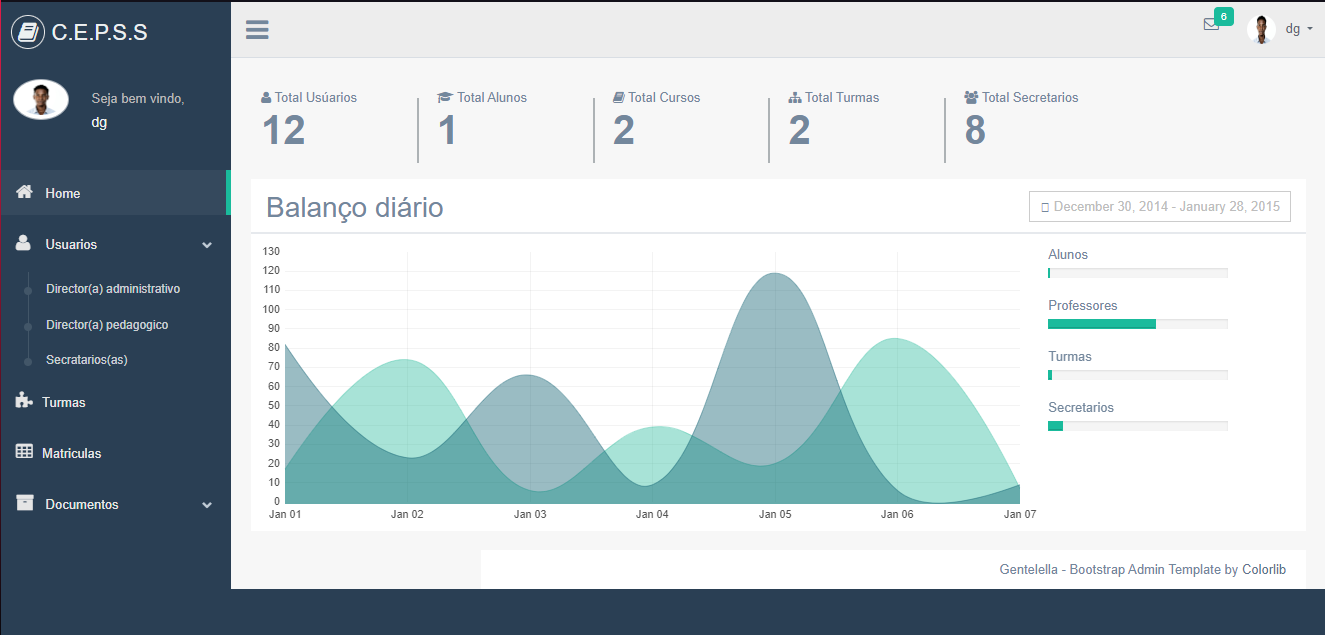 C.E.P.S.S
6
dg
Seja bem vindo,
dg
Home
Usuarios
Director(a) administrativo
Director(a) pedagogico
Secratarios(as)
Turmas
Matriculas
Documentos
Total Usúarios
12
Total Alunos
1
Total Cursos
2
Total Turmas
2
Total Secretarios
8
Balanço diário
December 30, 2014 - January 28, 2015
130
120
110
100
90
80
70
60
50
40
30
20
10
0
Jan 01 Jan 02 Jan 03 Jan 04 Jan 05 Jan 06 Jan 07
Alunos
Professores
Turmas
Secretarios
Gentelella - Bootstrap Admin Template by Colorlib